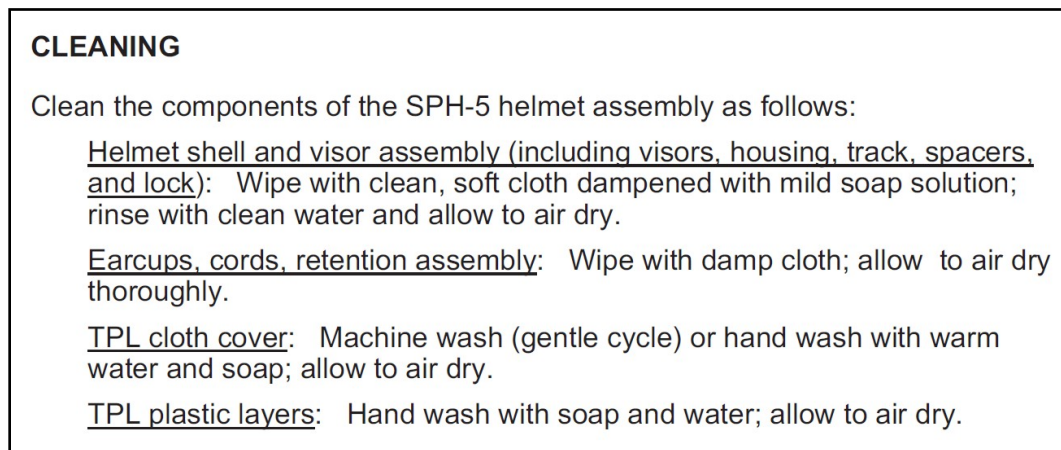 CLEANING
Clean the components of the SPH-5 helmet assembly as follows:
Helmet shell and visor assembly (including visors, housing, track, spacers,
and lock): Wipe with clean, soft cloth dampened with mild soap solution;
rinse with clean water and allow to air dry.
Earcups, cords, retention assembly: Wipe with damp cloth; allow to air dry
thoroughly.
TPL cloth cover: Machine wash (gentle cycle) or hand wash with warm
water and soap; allow to air dry.
TPL plastic layers: Hand wash with soap and water; allow to air dry.